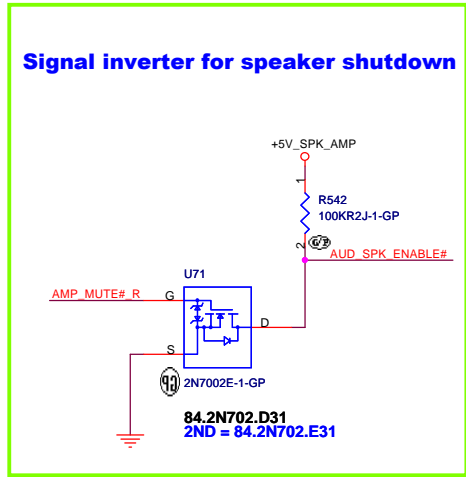 Signal inverter for speaker shutdown
+5V_SPK_AMP
1
R542
100KR2J-1-GP
2
G/P
AUD_SPK_ENABLE#
U71
AMP_MUTE#_R
G
D
S
2N7002E-1-GP
84.2N702.D31
2ND = 84.2N702.E31